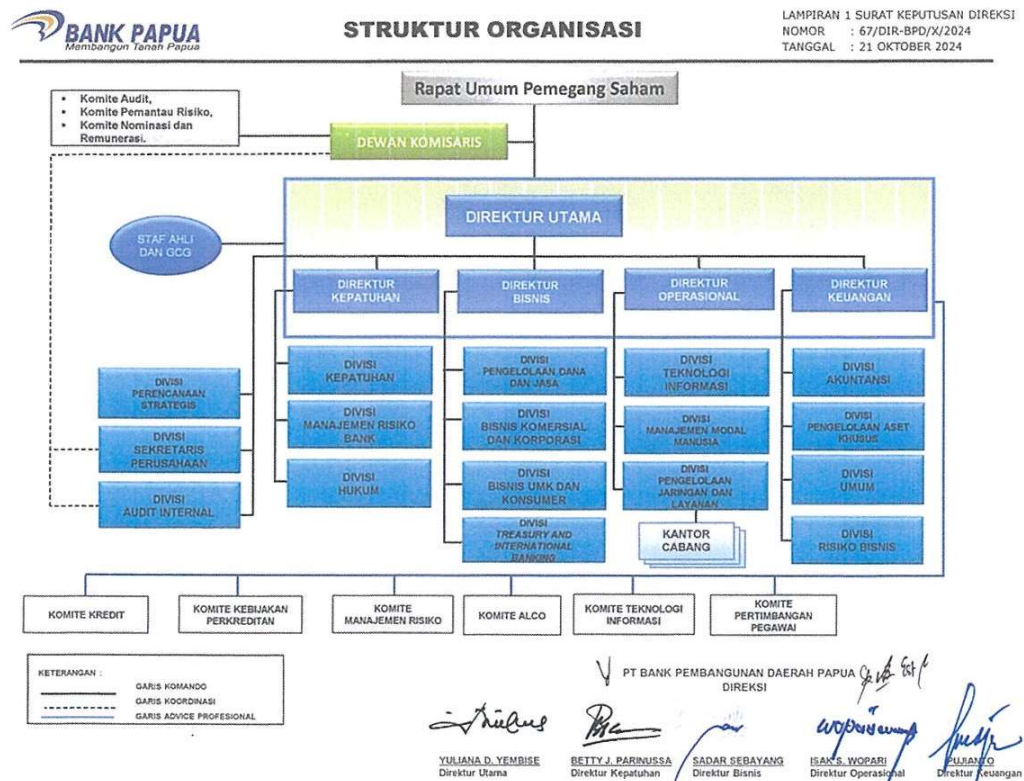 BANK PAPUA
Membangun Tanah Papua
STRUKTUR ORGANISASI
LAMPIRAN 1 SURAT KEPUTUSAN DIREKSI
NOMOR : 67/DIR-BPD/X/2024
TANGGAL : 21 OKTOBER 2024
Rapat Umum Pemegang Saham
• Komite Audit,
• Komite Pemantau Risiko,
• Komite Nominasi dan
Remunerasi.
DEWAN KOMISARIS
DIREKTUR UTAMA
STAF AHLI
DAN GCG
DIREKTUR
KEPATUHAN
DIREKTUR
BISNIS
DIREKTUR
OPERASIONAL
DIREKTUR
KEUANGAN
DIVISI
PERENCANAAN
STRATEGIS
DIVISI
SEKRETARIS
PERUSAHAAN
DIVISI
AUDIT INTERNAL
DIVISI
KEPATUHAN
DIVISI
MANAJEMEN RISIKO
BANK
DIVISI
HUKUM
DIVISI
PENGELOLAAN DANA
DAN JASA
DIVISI
BISNIS KOMERSIAL
DAN KORPORASI
DIVISI
BISNIS UMK DAN
KONSUMER
DIVISI
TREASURY AND
INTERNATIONAL
BANKING
DIVISI
TEKNOLOGI
INFORMASI
DIVISI
MANAJEMEN MODAL
MANUSIA
DIVISI
PENGELOLAAN
JARINGAN DAN
LAYANAN
KANTOR
CABANG
DIVISI
AKUNTANSI
DIVISI
PENGELOLAAN ASET
KHUSUS
DIVISI
UMUM
DIVISI
RISIKO BISNIS
KOMITE KREDIT
KOMITE KEBIJAKAN
PERKREDITAN
KOMITE
MANAJEMEN RISIKO
KOMITE ALCO
KOMITE TEKNOLOGI
INFORMASI
KOMITE
PERTIMBANGAN
PEGAWAI
KETERANGAN :
GARIS KOMANDO
GARIS KOORDINASI
GARIS ADVICE PROFESIONAL
PT BANK PEMBANGUNAN DAERAH PAPUA
DIREKSI
YULIANA D. YEMBISE
Direktur Utama
BETTY J. PARINUSSA
Direktur Kepatuhan
SADAR SEBAYANG
Direktur Bisnis
ISAK S. WOPARI
Direktur Operasional
PUJIANTO
Direktur Keuangan